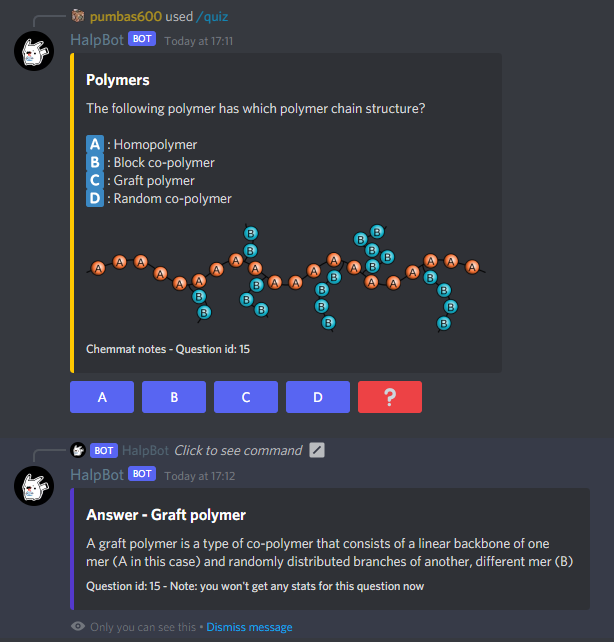 pumbas600 used /quiz
HalpBot BOT Today at 17:11
Polymers
The following polymer has which polymer chain structure?
A : Homopolymer
B : Block co-polymer
C : Graft polymer
D : Random co-polymer
B B
B B B
A A A A A A B B A A A
A A A A B A A B
A A A A A A B B
B B B B B
B B B B B
B B B
Chemmat notes - Question id: 15
A B C D ?
BOT HalpBot Click to see command
HalpBot BOT Today at 17:12
Answer - Graft polymer
A graft polymer is a type of co-polymer that consists of a linear backbone of one
mer (A in this case) and randomly distributed branches of another, different mer (B)
Question id: 15 - Note: you won't get any stats for this question now
Only you can see this • Dismiss message